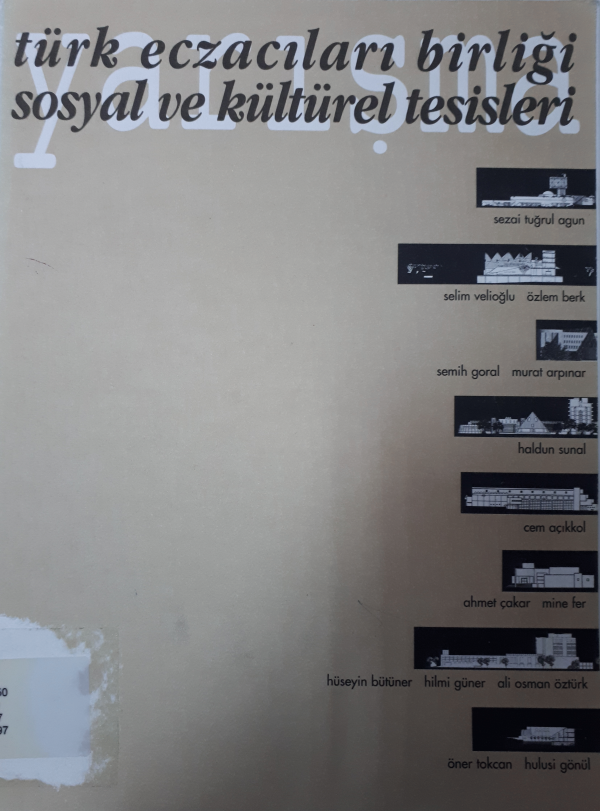 yarışma
türk eczacıları birliği
sosyal ve kültürel tesisleri
sezai tuğrul agun
selim velioğlu özlem berk
semih goral murat arpınar
haldun sunal
cem açıkkol
ahmet çakar mine fer
hüseyin bütüner hilmi güner ali osman öztürk
öner tokcan hulusi gönül